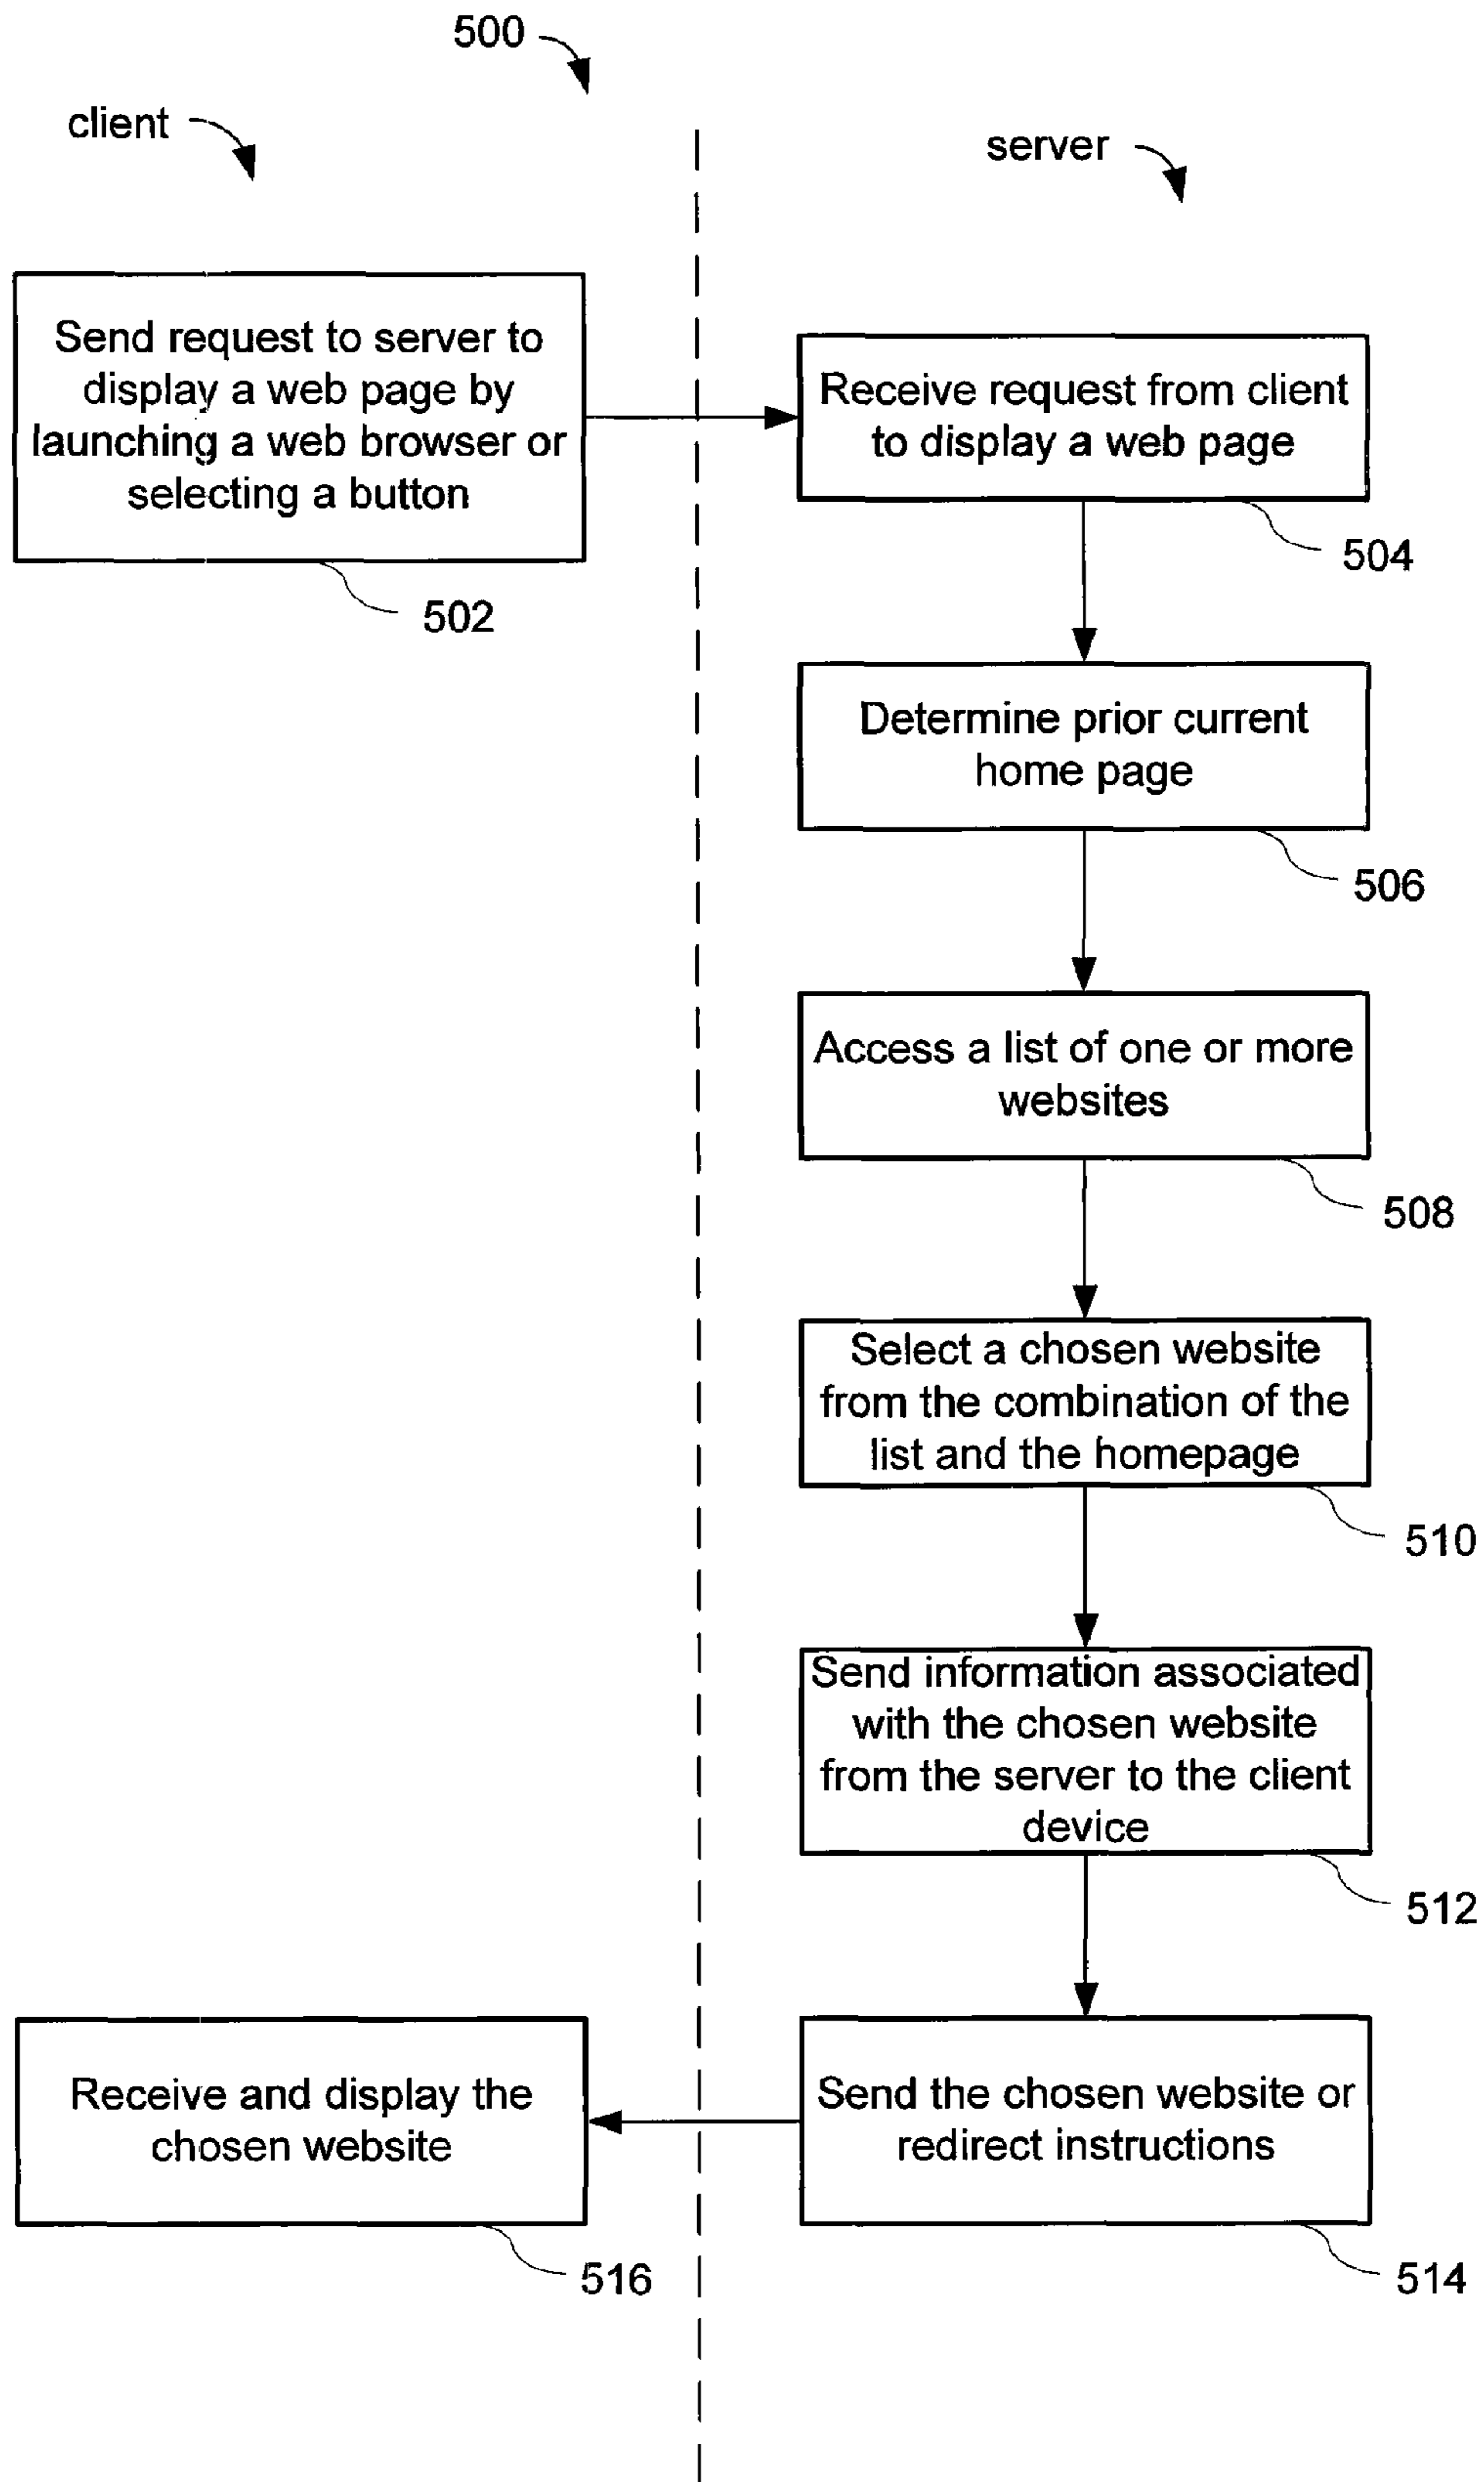 500
client
server
Send request to server to
display a web page by
launching a web browser or
selecting a button
502
Receive request from client
to display a web page
504
Determine prior current
home page
506
Access a list of one or more
websites
508
Select a chosen website
from the combination of the
list and the homepage
510
Send information associated
with the chosen website
from the server to the client
device
512
Send the chosen website or
redirect instructions
514
Receive and display the
chosen website
516